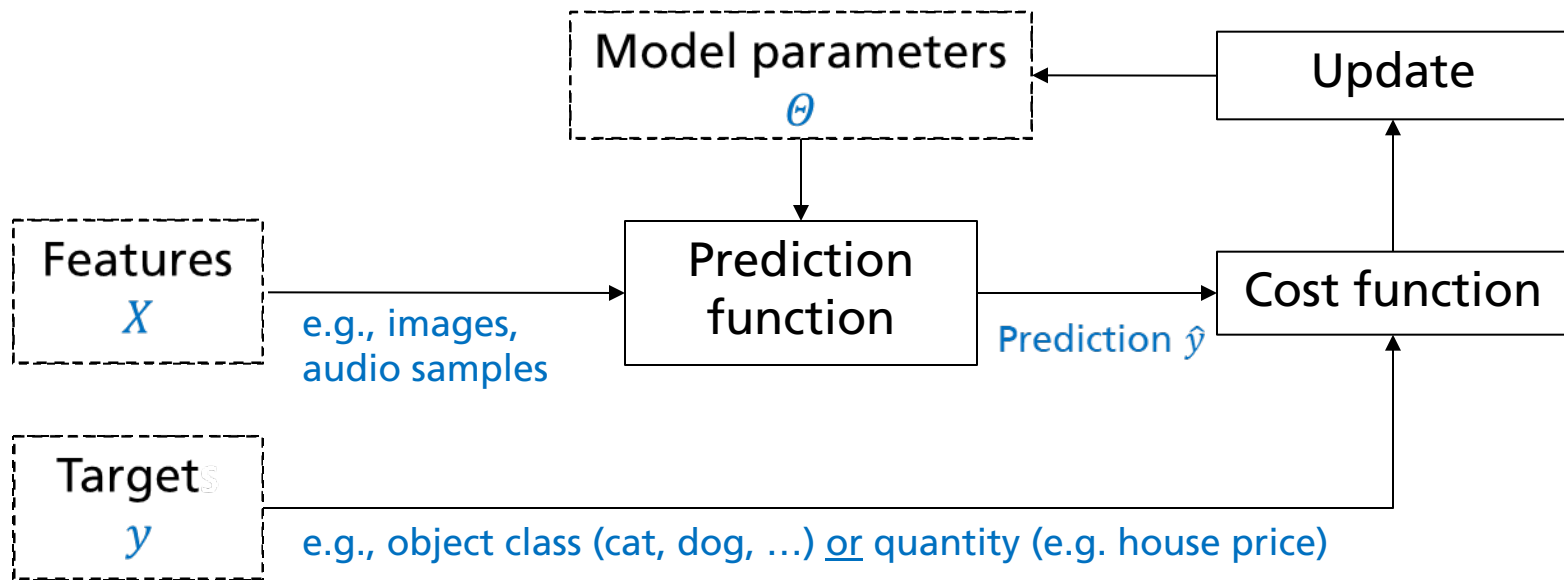 Model parameters
Θ
Update
Features
X
e.g., images,
audio samples
Prediction
function
Prediction ŷ
Cost function
Targets
y
e.g., object class (cat, dog, …) or quantity (e.g. house price)